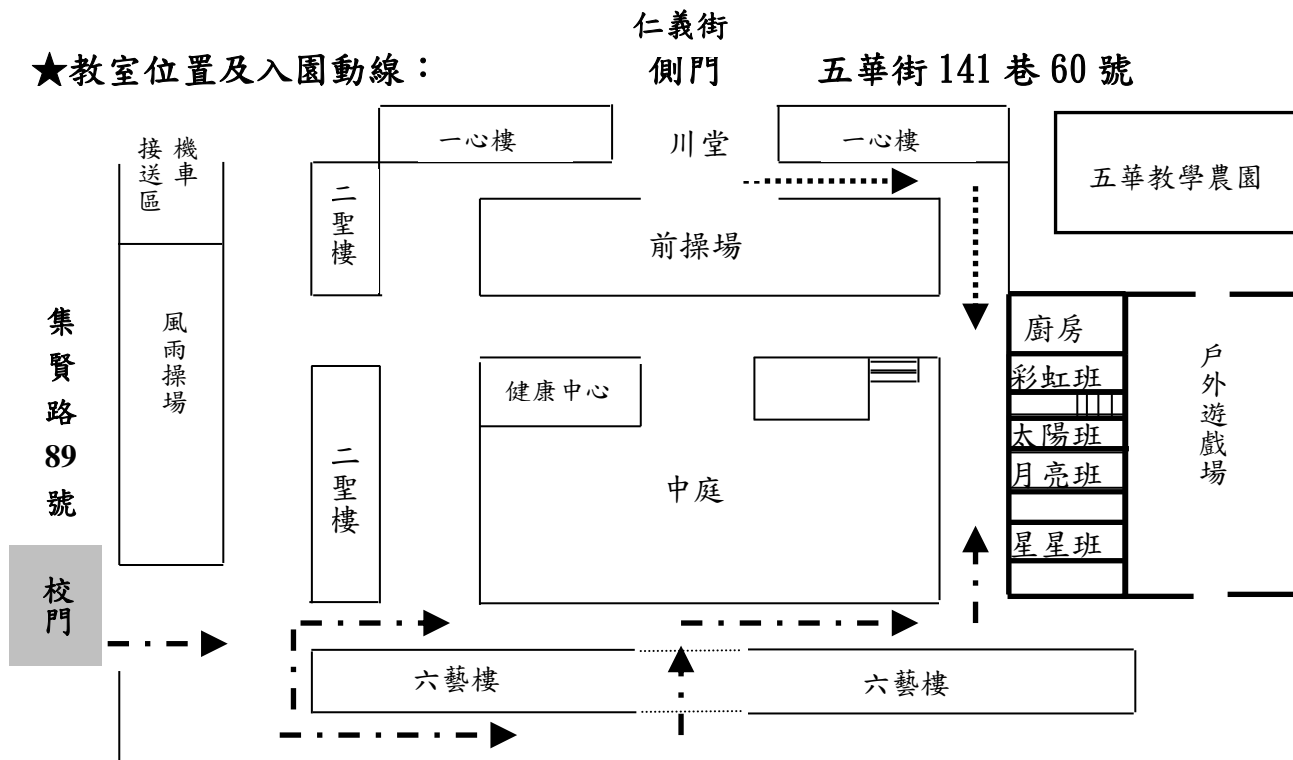 仁義街
★教室位置及入園動線：
側門
五華街 141 巷 60 號
機車
接送區
一心樓
川堂
一心樓
五華教學農園
二聖樓
前操場
集賢路89號
風雨操場
廚房
戶外遊戲場
健康中心
彩虹班
太陽班
二聖樓
中庭
月亮班
星星班
校門
六藝樓
六藝樓